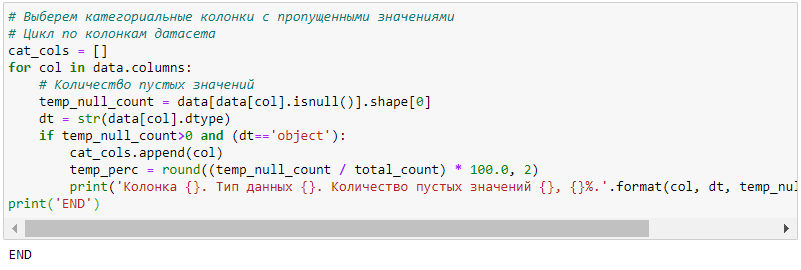 # Выберем категориальные колонки с пропущенными значениями
# Цикл по колонкам датасета
cat_cols = []
for col in data.columns:
    # Количество пустых значений
    temp_null_count = data[data[col].isnull()].shape[0]
    dt = str(data[col].dtype)
    if temp_null_count>0 and (dt=='object'):
        cat_cols.append(col)
        temp_perc = round((temp_null_count / total_count) * 100.0, 2)
        print('Колонка {}. Тип данных {}. Количество пустых значений {}, {}%.'.format(col, dt, temp_nul
print('END')
END